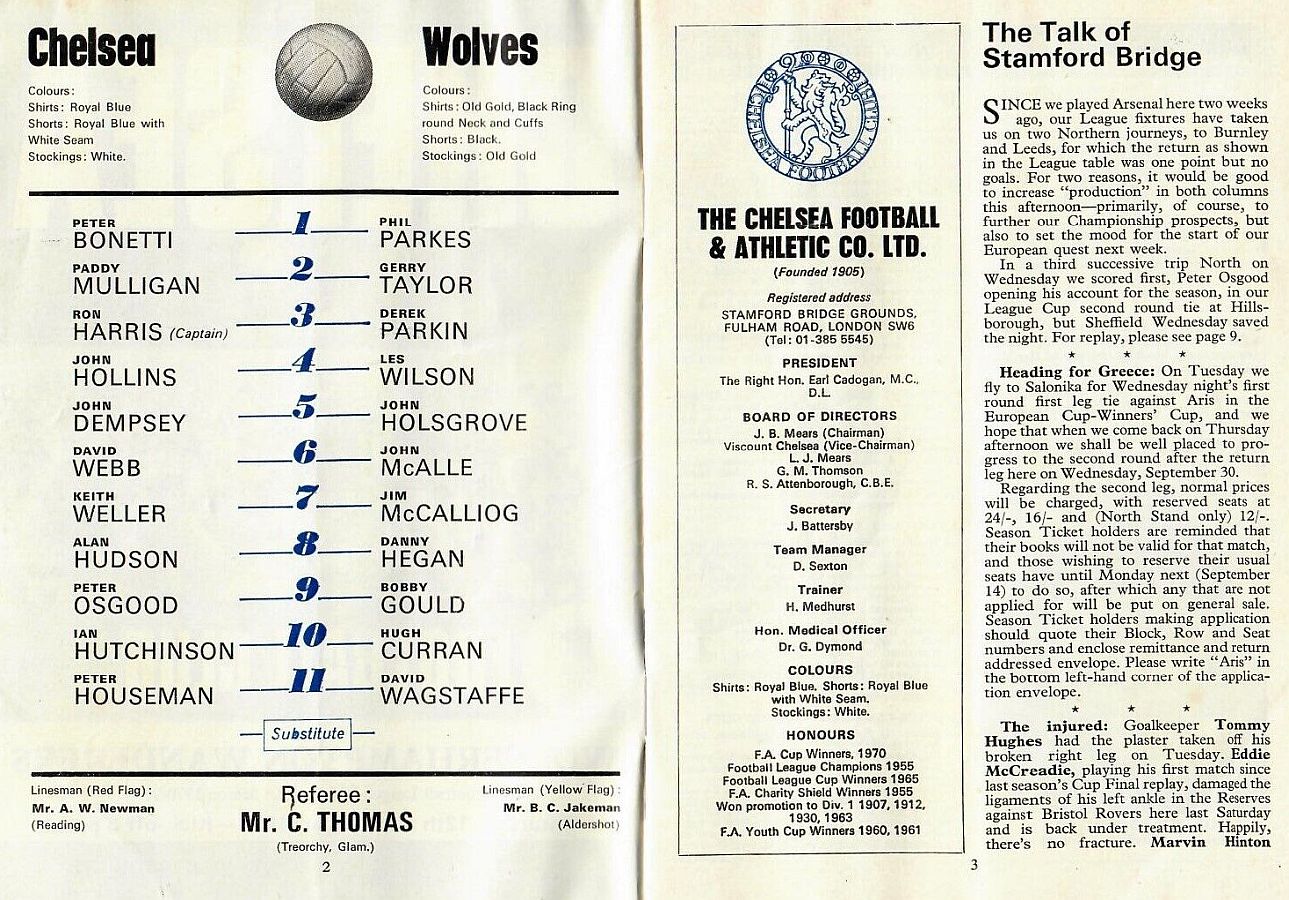 Chelsea
Colours:
Shirts: Royal Blue
Shorts: Royal Blue with
White Seam
Stockings: White.
Wolves
Colours:
Shirts: Old Gold, Black Ring
round Neck and Cuffs
Shorts: Black.
Stockings: Old Gold
PETER BONETTI 1 PHIL PARKES
PADDY MULLIGAN 2 GERRY TAYLOR
RON HARRIS (Captain) 3 DEREK PARKIN
JOHN HOLLINS 4 LES WILSON
JOHN DEMPSEY 5 JOHN HOLSGROVE
DAVID WEBB 6 JOHN McALLE
KEITH WELLER 7 JIM McCALLIOG
ALAN HUDSON 8 DANNY HEGAN
PETER OSGOOD 9 BOBBY GOULD
IAN HUTCHINSON 10 HUGH CURRAN
PETER HOUSEMAN 11 DAVID WAGSTAFFE
Substitute
Linesman (Red Flag):
Mr. A. W. Newman
(Reading)
Referee:
Mr. C. THOMAS
(Treorchy, Glam.)
Linesman (Yellow Flag):
Mr. B. C. Jakeman
(Aldershot)
2
CHELSEA FOOTBALL CLUB
THE CHELSEA FOOTBALL
& ATHLETIC CO. LTD.
(Founded 1905)
Registered address
STAMFORD BRIDGE GROUNDS,
FULHAM ROAD, LONDON SW6
(Tel: 01-385 5545)
PRESIDENT
The Right Hon. Earl Cadogan, M.C.,
D.L.
BOARD OF DIRECTORS
J. B. Mears (Chairman)
Viscount Chelsea (Vice-Chairman)
L. J. Mears
G. M. Thomson
R. S. Attenborough, C.B.E.
Secretary
J. Battersby
Team Manager
D. Sexton
Trainer
H. Medhurst
Hon. Medical Officer
Dr. G. Dymond
COLOURS
Shirts: Royal Blue. Shorts: Royal Blue
with White Seam.
Stockings: White.
HONOURS
F.A. Cup Winners, 1970
Football League Champions 1955
Football League Cup Winners 1965
F.A. Charity Shield Winners 1955
Won promotion to Div. 1 1907, 1912,
1930, 1963
F.A. Youth Cup Winners 1960, 1961
The Talk of
Stamford Bridge
SINCE we played Arsenal here two weeks
ago, our League fixtures have taken
us on two Northern journeys, to Burnley
and Leeds, for which the return as shown
in the League table was one point but no
goals. For two reasons, it would be good
to increase "production" in both columns
this afternoon—primarily, of course, to
further our Championship prospects, but
also to set the mood for the start of our
European quest next week.
In a third successive trip North on
Wednesday we scored first, Peter Osgood
opening his account for the season, in our
League Cup second round tie at Hills-
borough, but Sheffield Wednesday saved
the night. For replay, please see page 9.
* * *
Heading for Greece: On Tuesday we
fly to Salonika for Wednesday night's first
round first leg tie against Aris in the
European Cup-Winners' Cup, and we
hope that when we come back on Thursday
afternoon we shall be well placed to pro-
gress to the second round after the return
leg here on Wednesday, September 30.
Regarding the second leg, normal prices
will be charged, with reserved seats at
24/-, 16/- and (North Stand only) 12/-.
Season Ticket holders are reminded that
their books will not be valid for that match,
and those wishing to reserve their usual
seats have until Monday next (September
14) to do so, after which any that are not
applied for will be put on general sale.
Season Ticket holders making application
should quote their Block, Row and Seat
numbers and enclose remittance and return
addressed envelope. Please write "Aris" in
the bottom left-hand corner of the applica-
tion envelope.
* * *
The injured: Goalkeeper Tommy
Hughes had the plaster taken off his
broken right leg on Tuesday. Eddie
McCreadie, playing his first match since
last season's Cup Final replay, damaged the
ligaments of his left ankle in the Reserves
against Bristol Rovers here last Saturday
and is back under treatment. Happily,
there's no fracture. Marvin Hinton
3